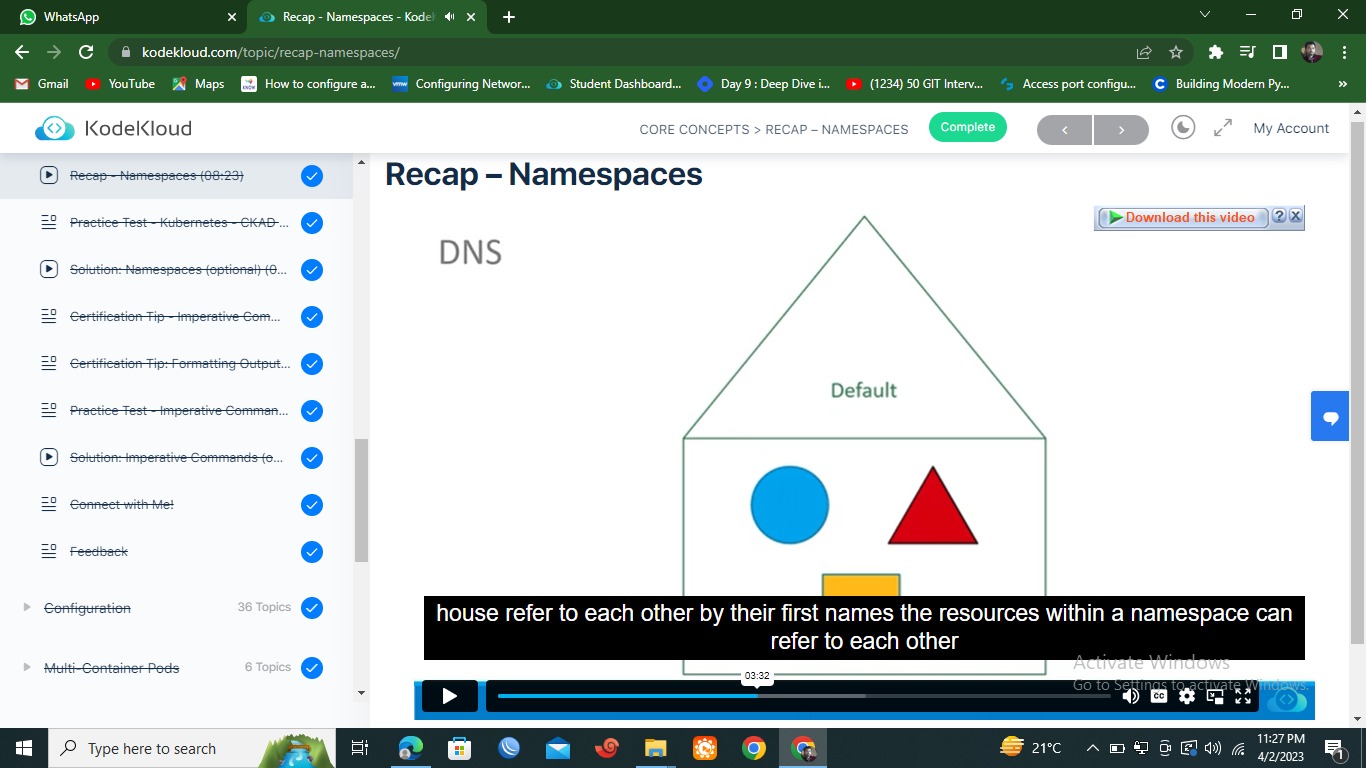 WhatsApp
Recap - Namespaces - Kodek
kodekloud.com/topic/recap-namespaces/
Gmail
YouTube
Maps
How to configure a...
Configuring Networ...
Student Dashboard...
Day 9 : Deep Dive i...
(1234) 50 GIT Interv...
Access port configu...
Building Modern Py...
KodeKloud
CORE CONCEPTS > RECAP – NAMESPACES
Complete
My Account
Recap - Namespaces (08:23)
Practice Test - Kubernetes - CKAD ...
Solution: Namespaces (optional) (0...
Certification Tip - Imperative Com...
Certification Tip: Formatting Output...
Practice Test - Imperative Comman...
Solution: Imperative Commands (o...
Connect with Me!
Feedback
Configuration
36 Topics
Multi-Container Pods
6 Topics
Recap – Namespaces
Download this video
DNS
Default
house refer to each other by their first names the resources within a namespace can
refer to each other
Activate Windows
Go to Settings to activate Windows.
03:32
CC
Type here to search
21°C
11:27 PM
4/2/2023
1